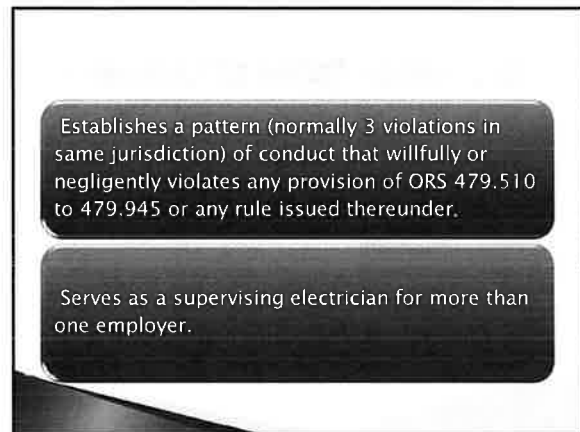 Establishes a pattern (normally 3 violations in
same jurisdiction) of conduct that willfully or
negligently violates any provision of ORS 479.510
to 479.945 or any rule issued thereunder.
Serves as a supervising electrician for more than
one employer.